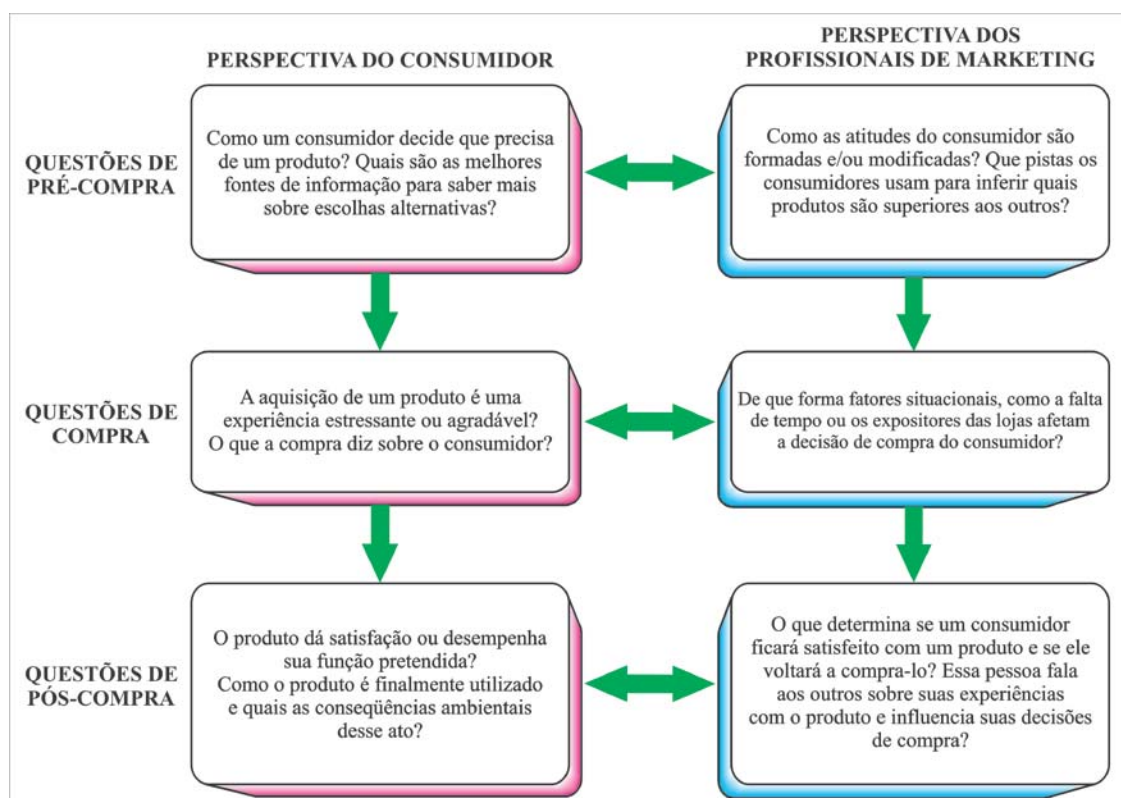 PERSPECTIVA DO CONSUMIDOR
PERSPECTIVA DOS
PROFISSIONAIS DE MARKETING
QUESTÕES DE
PRÉ-COMPRA
Como um consumidor decide que precisa
de um produto? Quais são as melhores
fontes de informação para saber mais
sobre escolhas alternativas?
Como as atitudes do consumidor são
formadas e/ou modificadas? Que pistas os
consumidores usam para inferir quais
produtos são superiores aos outros?
QUESTÕES DE
COMPRA
A aquisição de um produto é uma
experiência estressante ou agradável?
O que a compra diz sobre o consumidor?
De que forma fatores situacionais, como a falta
de tempo ou os expositores das lojas afetam
a decisão de compra do consumidor?
QUESTÕES DE
PÓS-COMPRA
O produto dá satisfação ou desempenha
sua função pretendida?
Como o produto é finalmente utilizado
e quais as conseqüências ambientais
desse ato?
O que determina se um consumidor
ficará satisfeito com um produto e se ele
voltará a compra-lo? Essa pessoa fala
aos outros sobre suas experiências
com o produto e influencia suas decisões
de compra?